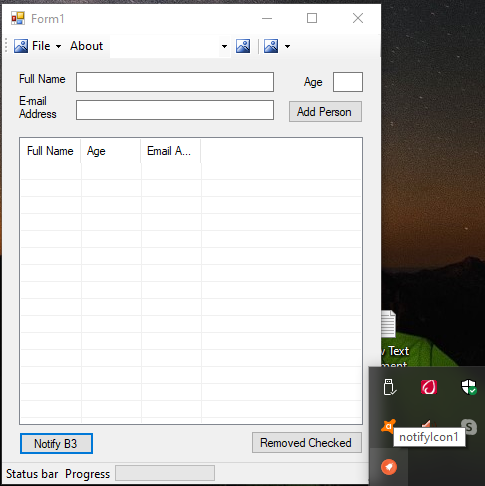 Form1
File
About
Full Name
Age
E-mail
Address
Add Person
Full Name
Age
Email A...
Notify B3
Removed Checked
Status bar
Progress
Text
notifyIcon1
S